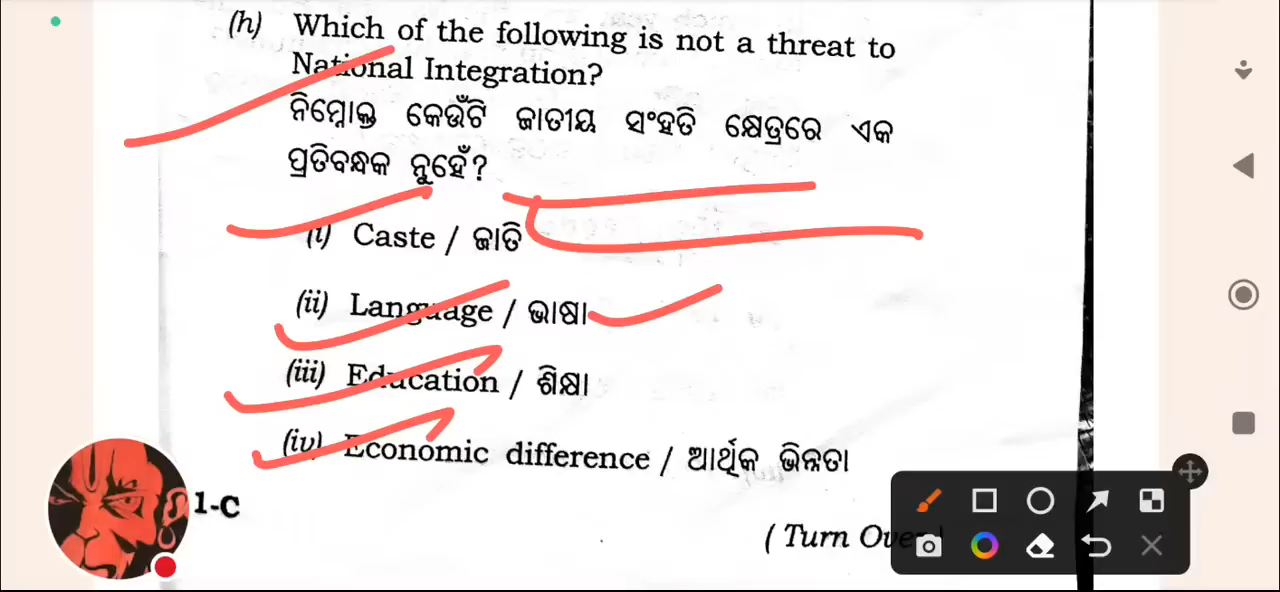 (h) Which of the following is not a threat to
National Integration?
ନିମ୍ନୋକ୍ତ କେଉଁଟି ଜାତୀୟ ସଂହତି କ୍ଷେତ୍ରରେ ଏକ
ପ୍ରତିବନ୍ଧକ ନୁହେଁ?
(i) Caste / ଜାତି
(ii) Language / ଭାଷା
(iii) Education / ଶିକ୍ଷା
(iv) Economic difference / ଆର୍ଥିକ ଭିନ୍ନତା
1-C
( Turn Over